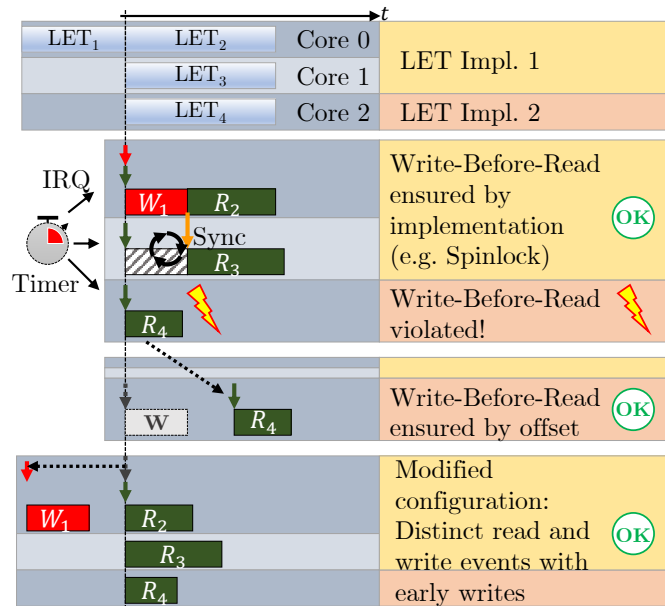 t
LET₁ LET₂ Core 0
LET₃ Core 1
LET₄ Core 2
LET Impl. 1
LET Impl. 2
IRQ
Timer
W₁ R₂
Sync
R₃
R₄
Write-Before-Read
ensured by
implementation
(e.g. Spinlock)
OK
Write-Before-Read
violated!
W R₄
Write-Before-Read
ensured by offset
OK
W₁ R₂
R₃
R₄
Modified
configuration:
Distinct read and
write events with
early writes
OK